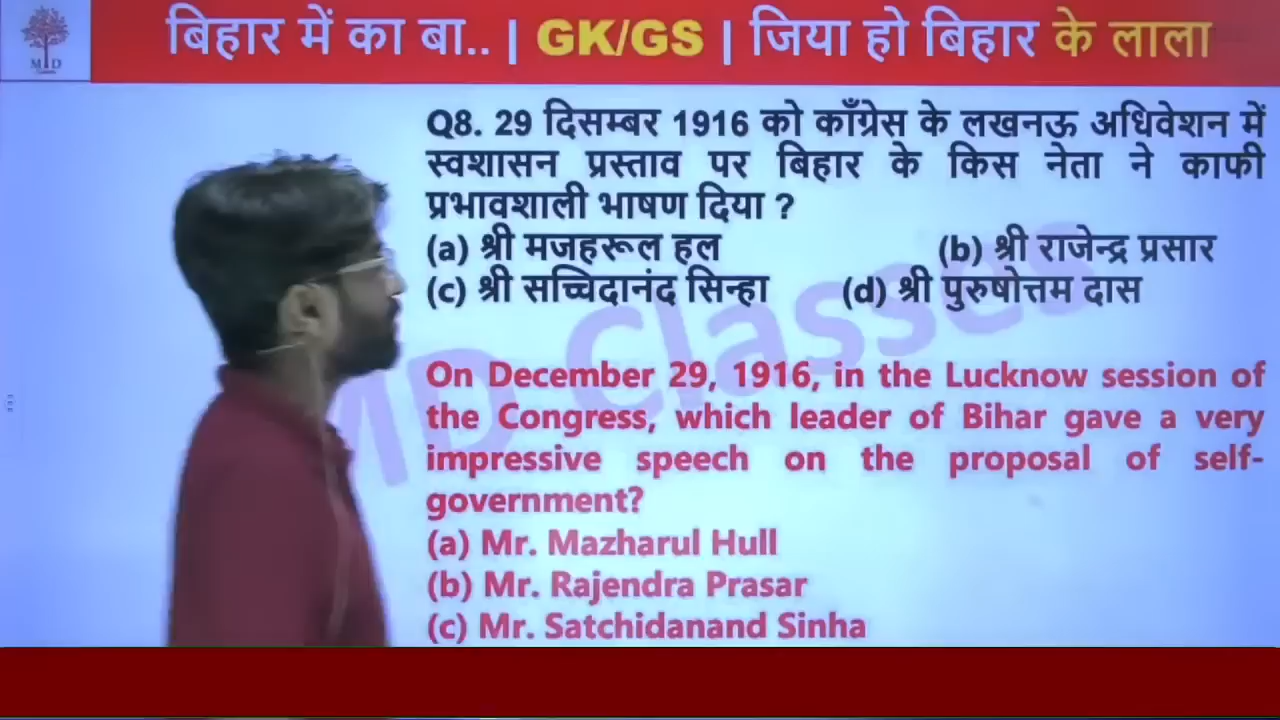 बिहार में का बा.. | GK/GS | जिया हो बिहार के लाला
Q8. 29 दिसम्बर 1916 को काँग्रेस के लखनऊ अधिवेशन में
स्वशासन प्रस्ताव पर बिहार के किस नेता ने काफी
प्रभावशाली भाषण दिया ?
(a) श्री मजहरूल हल (b) श्री राजेन्द्र प्रसार
(c) श्री सच्चिदानंद सिन्हा (d) श्री पुरुषोत्तम दास
MD Classes
On December 29, 1916, in the Lucknow session of
the Congress, which leader of Bihar gave a very
impressive speech on the proposal of self-
government?
(a) Mr. Mazharul Hull
(b) Mr. Rajendra Prasar
(c) Mr. Satchidanand Sinha